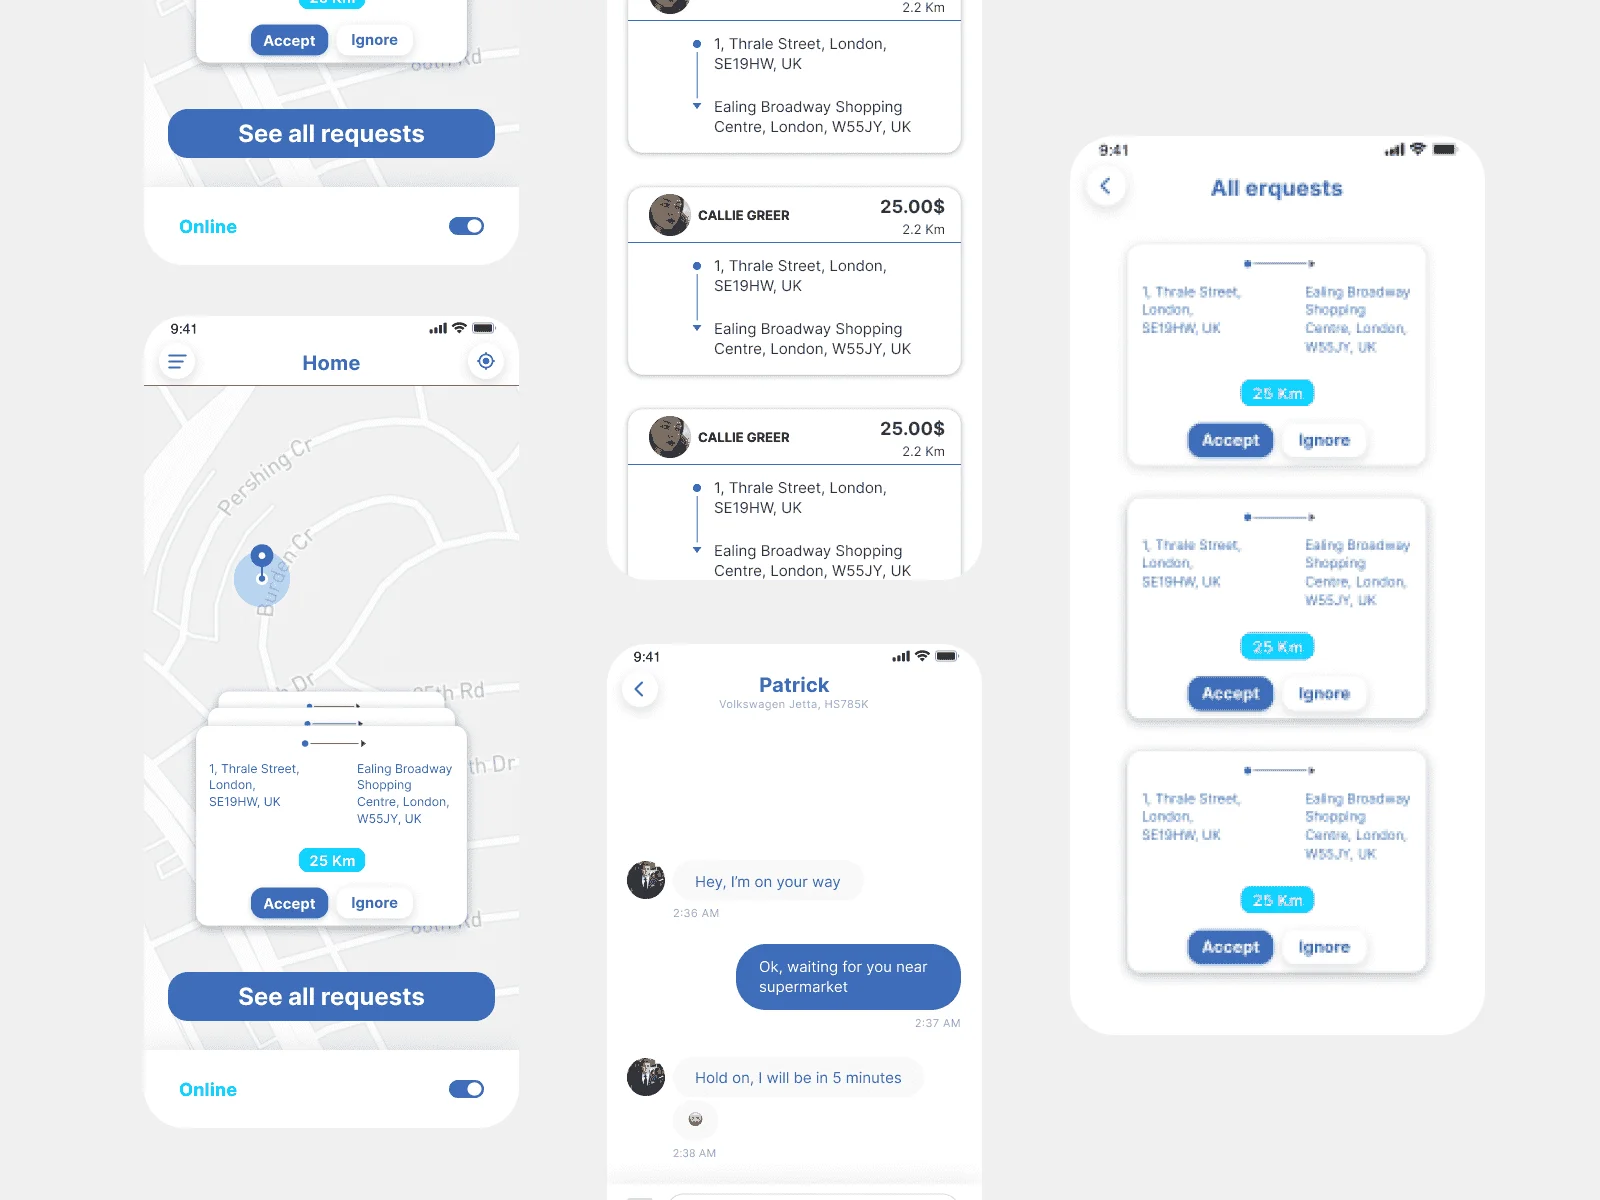 25 Km
Accept
Ignore
80th Rd
See all requests
Online
9:41
Home
Pershing Cr
Burden Cr
Dr
85th Rd
th Dr
1, Thrale Street,
London,
SE19HW, UK
Ealing Broadway
Shopping
Centre, London,
W55JY, UK
25 Km
Accept
Ignore
80th Rd
See all requests
Online
2.2 Km
1, Thrale Street, London,
SE19HW, UK
Ealing Broadway Shopping
Centre, London, W55JY, UK
CALLIE GREER
25.00$
2.2 Km
1, Thrale Street, London,
SE19HW, UK
Ealing Broadway Shopping
Centre, London, W55JY, UK
CALLIE GREER
25.00$
2.2 Km
1, Thrale Street, London,
SE19HW, UK
Ealing Broadway Shopping
Centre, London, W55JY, UK
9:41
Patrick
Volkswagen Jetta, HS785K
Hey, I’m on your way
2:36 AM
Ok, waiting for you near
supermarket
2:37 AM
Hold on, I will be in 5 minutes
2:38 AM
9:41
All erquests
1, Thrale Street,
London,
SE19HW, UK
Ealing Broadway
Shopping
Centre, London,
W55JY, UK
25 Km
Accept
Ignore
1, Thrale Street,
London,
SE19HW, UK
Ealing Broadway
Shopping
Centre, London,
W55JY, UK
25 Km
Accept
Ignore
1, Thrale Street,
London,
SE19HW, UK
Ealing Broadway
Shopping
Centre, London,
W55JY, UK
25 Km
Accept
Ignore